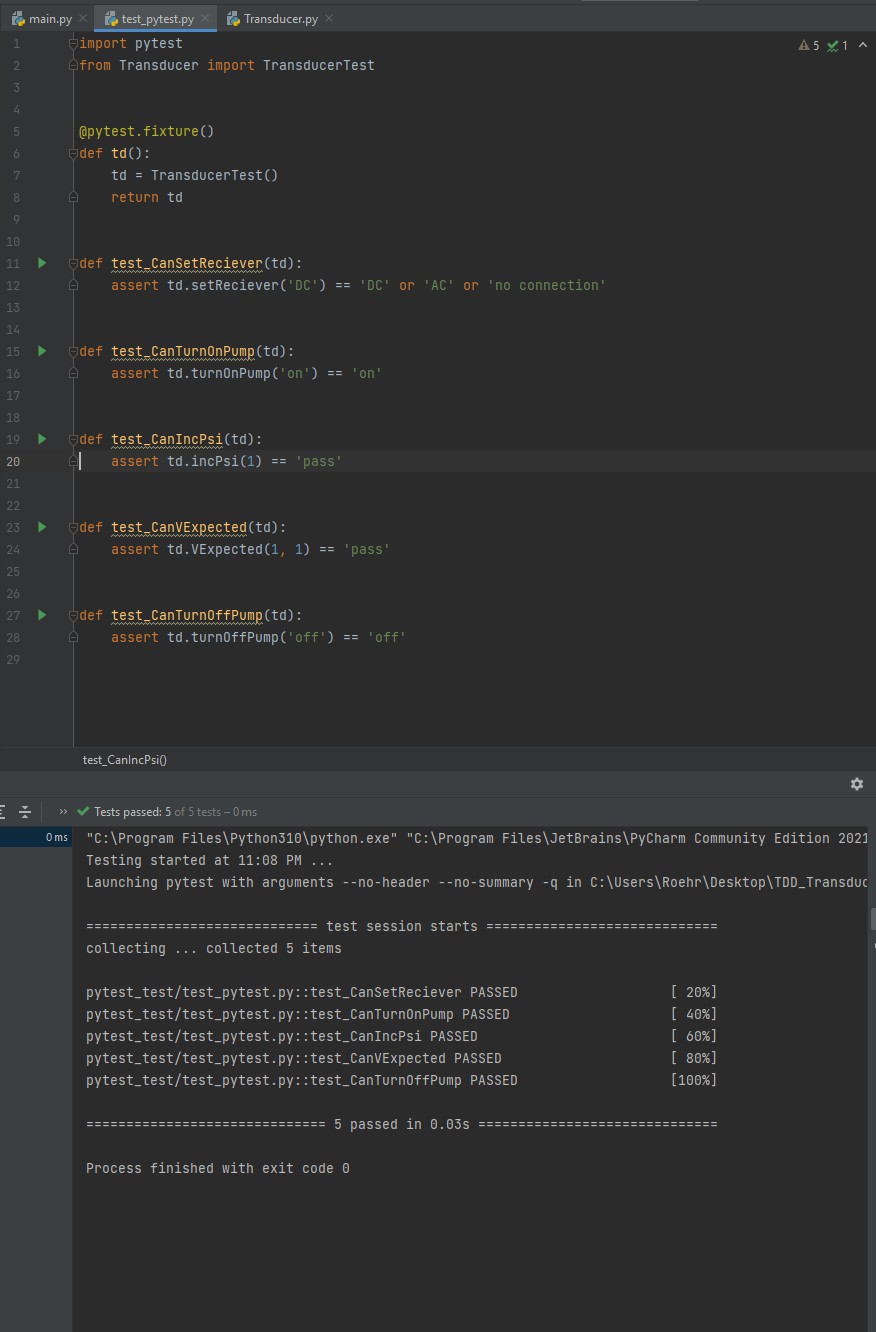 main.py test_pytest.py Transducer.py
5 1
1 import pytest
2 from Transducer import TransducerTest
3
4
5 @pytest.fixture()
6 def td():
7     td = TransducerTest()
8     return td
9
10
11 def test_CanSetReciever(td):
12     assert td.setReciever('DC') == 'DC' or 'AC' or 'no connection'
13
14
15 def test_CanTurnOnPump(td):
16     assert td.turnOnPump('on') == 'on'
17
18
19 def test_CanIncPsi(td):
20     assert td.incPsi(1) == 'pass'
21
22
23 def test_CanVExpected(td):
24     assert td.VExpected(1, 1) == 'pass'
25
26
27 def test_CanTurnOffPump(td):
28     assert td.turnOffPump('off') == 'off'
29
test_CanIncPsi()
» Tests passed: 5 of 5 tests – 0 ms
0 ms
"C:\Program Files\Python310\python.exe" "C:\Program Files\JetBrains\PyCharm Community Edition 2021
Testing started at 11:08 PM ...
Launching pytest with arguments --no-header --no-summary -q in C:\Users\Roehr\Desktop\TDD_Transduc
============================= test session starts =============================
collecting ... collected 5 items
pytest_test/test_pytest.py::test_CanSetReciever PASSED [ 20%]
pytest_test/test_pytest.py::test_CanTurnOnPump PASSED [ 40%]
pytest_test/test_pytest.py::test_CanIncPsi PASSED [ 60%]
pytest_test/test_pytest.py::test_CanVExpected PASSED [ 80%]
pytest_test/test_pytest.py::test_CanTurnOffPump PASSED [100%]
============================== 5 passed in 0.03s ==============================
Process finished with exit code 0